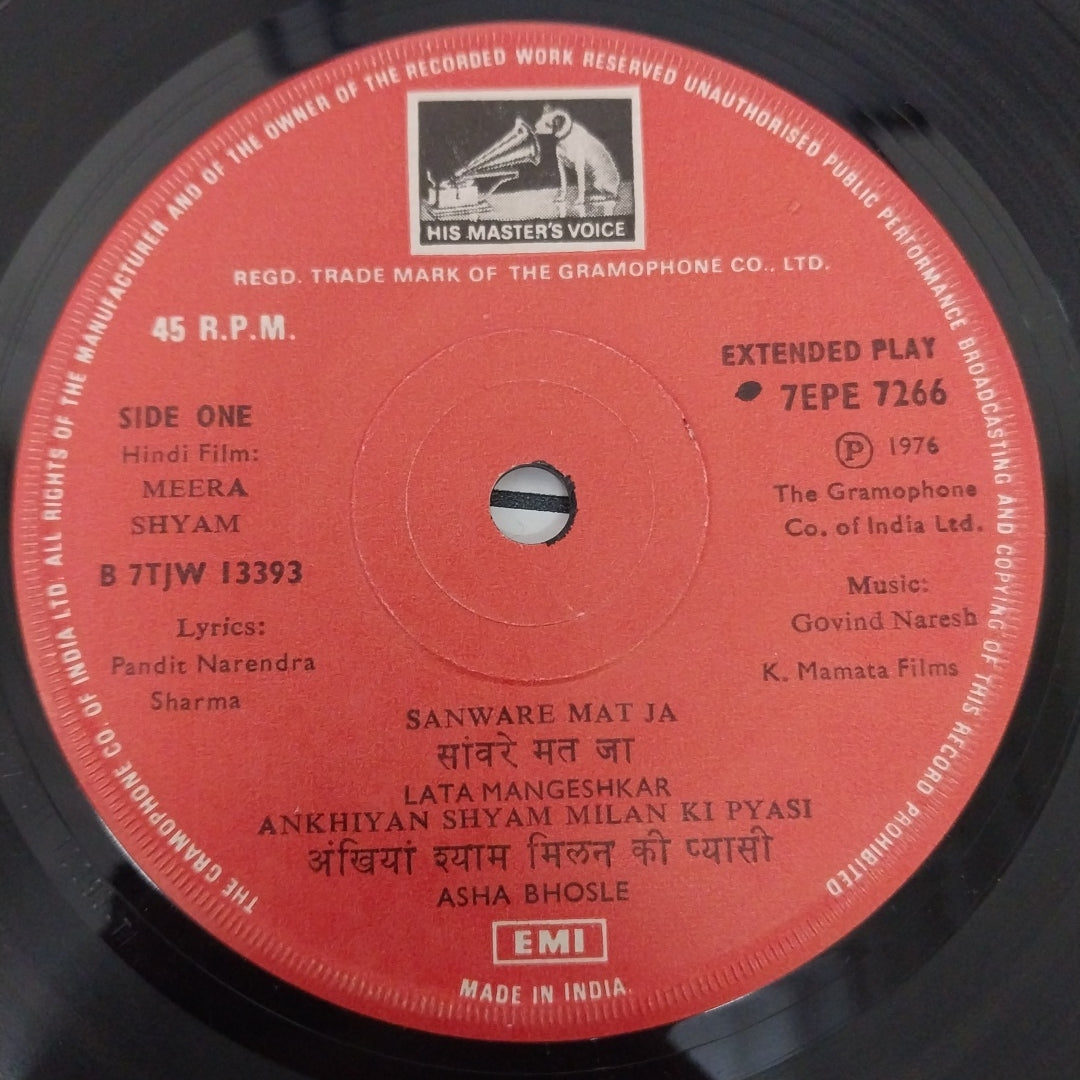 THE GRAMOPHONE CO. OF INDIA LTD. ALL RIGHTS OF THE MANUFACTURER AND OF THE OWNER OF THE RECORDED WORK RESERVED UNAUTHORISED PUBLIC PERFORMANCE BROADCASTING AND COPYING OF THIS RECORD PROHIBITED
HIS MASTER'S VOICE
REGD. TRADE MARK OF THE GRAMOPHONE CO., LTD.
45 R.P.M.
EXTENDED PLAY
7EPE 7266
Ⓟ 1976
The Gramophone
Co. of India Ltd.
SIDE ONE
Hindi Film:
MEERA
SHYAM
B 7TJW 13393
Lyrics:
Pandit Narendra
Sharma
Music:
Govind Naresh
K. Mamata Films
SANWARE MAT JA
सांवरे मत जा
LATA MANGESHKAR
ANKHIYAN SHYAM MILAN KI PYASI
अंखियां श्याम मिलन की प्यासी
ASHA BHOSLE
EMI
MADE IN INDIA.